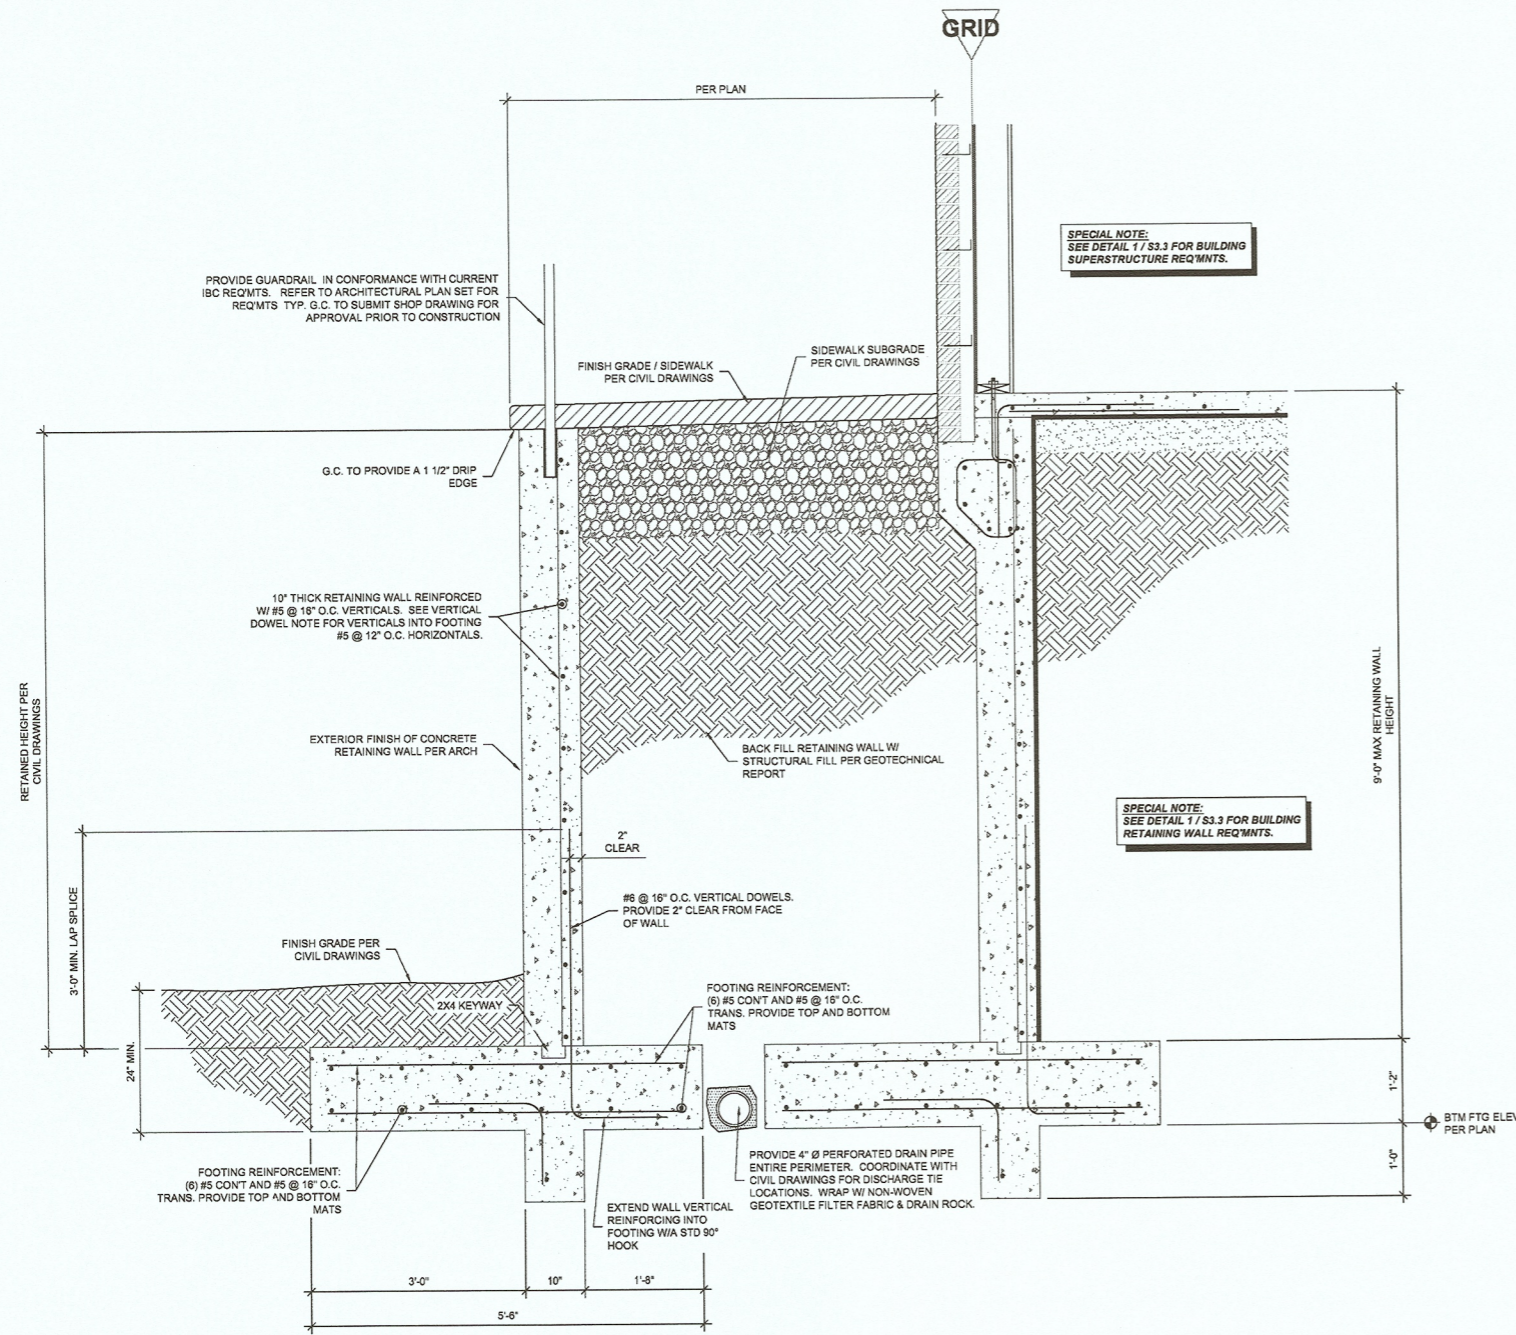 GRID
PER PLAN
SPECIAL NOTE:
SEE DETAIL 1 / S3.3 FOR BUILDING
SUPERSTRUCTURE REQ'MNTS.
PROVIDE GUARDRAIL IN CONFORMANCE WITH CURRENT
IBC REQ'MTS. REFER TO ARCHITECTURAL PLAN SET FOR
REQ'MTS TYP. G.C. TO SUBMIT SHOP DRAWING FOR
APPROVAL PRIOR TO CONSTRUCTION
FINISH GRADE / SIDEWALK
PER CIVIL DRAWINGS
SIDEWALK SUBGRADE
PER CIVIL DRAWINGS
G.C. TO PROVIDE A 1 1/2" DRIP
EDGE
10" THICK RETAINING WALL REINFORCED
W/ #5 @ 16" O.C. VERTICALS. SEE VERTICAL
DOWEL NOTE FOR VERTICALS INTO FOOTING
#5 @ 12" O.C. HORIZONTALS.
RETAINED HEIGHT PER
CIVIL DRAWINGS
EXTERIOR FINISH OF CONCRETE
RETAINING WALL PER ARCH
BACK FILL RETAINING WALL W/
STRUCTURAL FILL PER GEOTECHNICAL
REPORT
9'-0" MAX RETAINING WALL
HEIGHT
SPECIAL NOTE:
SEE DETAIL 1 / S3.3 FOR BUILDING
RETAINING WALL REQ'MNTS.
2"
CLEAR
3'-0" MIN. LAP SPLICE
#6 @ 16" O.C. VERTICAL DOWELS.
PROVIDE 2" CLEAR FROM FACE
OF WALL
FINISH GRADE PER
CIVIL DRAWINGS
2X4 KEYWAY
FOOTING REINFORCEMENT:
(6) #5 CON'T AND #5 @ 16" O.C.
TRANS. PROVIDE TOP AND BOTTOM
MATS
24" MIN.
1'-2"
BTM FTG ELEV
PER PLAN
1'-0"
FOOTING REINFORCEMENT:
(6) #5 CON'T AND #5 @ 16" O.C.
TRANS. PROVIDE TOP AND BOTTOM
MATS
PROVIDE 4" Ø PERFORATED DRAIN PIPE
ENTIRE PERIMETER. COORDINATE WITH
CIVIL DRAWINGS FOR DISCHARGE TIE
LOCATIONS. WRAP W/ NON-WOVEN
GEOTEXTILE FILTER FABRIC & DRAIN ROCK.
EXTEND WALL VERTICAL
REINFORCING INTO
FOOTING W/A STD 90°
HOOK
3'-0"
10"
1'-8"
5'-6"